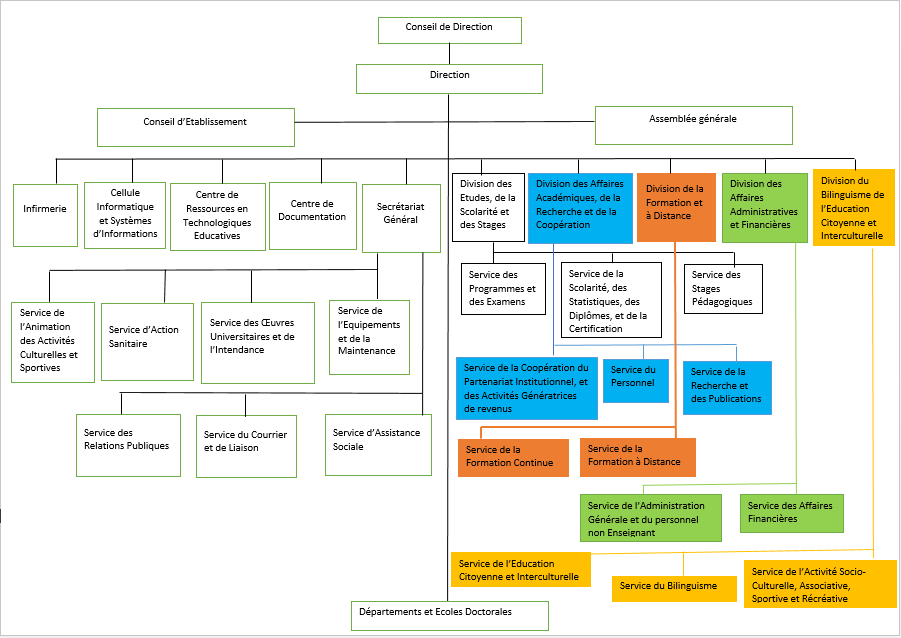 Conseil de Direction
Direction
Conseil d’Etablissement
Assemblée générale
Infirmerie
Cellule
Informatique
et Systèmes
d’Informations
Centre de
Ressources en
Technologiques
Educatives
Centre de
Documentation
Secrétariat
Général
Division des
Etudes, de la
Scolarité et
des Stages
Division des Affaires
Académiques, de la
Recherche et de la
Coopération
Division de la
Formation et
à Distance
Division des
Affaires
Administratives
et Financières
Division du
Bilinguisme de
l’Education
Citoyenne et
Interculturelle
Service des
Programmes et
des Examens
Service de la
Scolarité, des
Statistiques, des
Diplômes, et de la
Certification
Service des
Stages
Pédagogiques
Service de
l’Animation
des Activités
Culturelles et
Sportives
Service d’Action
Sanitaire
Service des Œuvres
Universitaires et de
l’Intendance
Service de
l’Equipements
et de la
Maintenance
Service de la Coopération du
Partenariat Institutionnel, et
des Activités Génératrices
de revenus
Service du
Personnel
Service de la
Recherche et
des Publications
Service des
Relations Publiques
Service du Courrier
et de Liaison
Service d’Assistance
Sociale
Service de la
Formation Continue
Service de la
Formation à Distance
Service de l’Administration
Générale et du personnel
non Enseignant
Service des Affaires
Financières
Service de l’Education
Citoyenne et Interculturelle
Service du Bilinguisme
Service de l’Activité Socio-
Culturelle, Associative,
Sportive et Récréative
Départements et Ecoles Doctorales